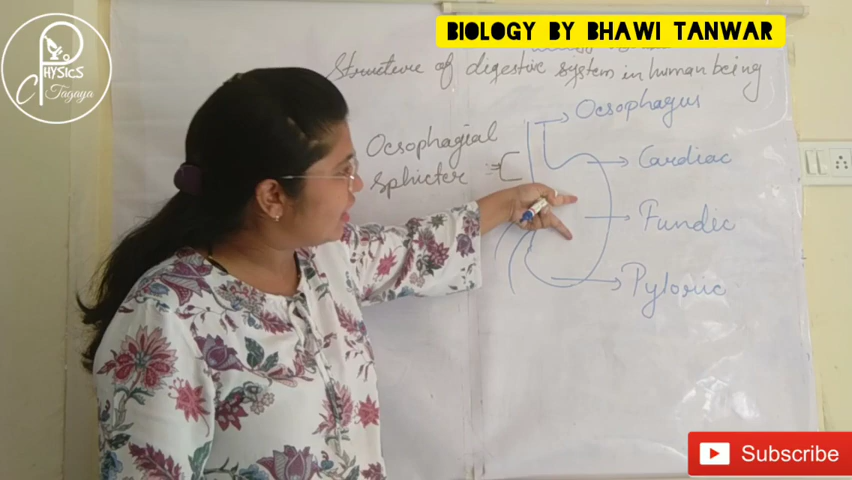 BIOLOGY BY BHAWI TANWAR
PHYSICS
Tagaya
Structure of digestive system in human being
Oesophagus
Oesophagial
sphicter
Cardiac
Fundic
Pyloric
Subscribe